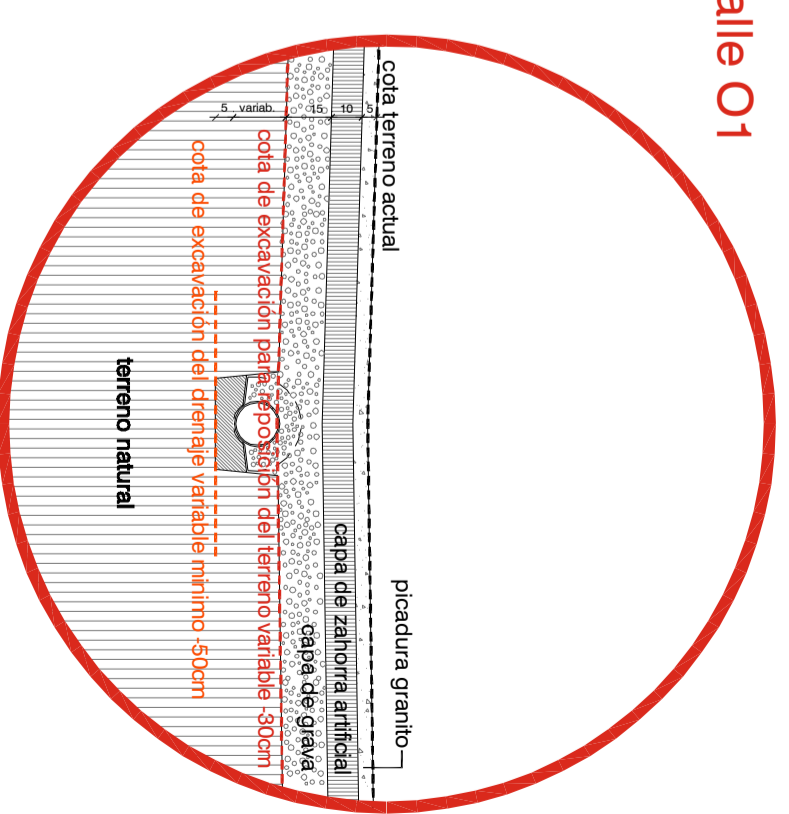 alle O1
cota terreno actual
picadura granito
5 variab. 15 10 5
capa de zahorra artificial
capa de grava
cota de excavación para reposición del terreno variable -30cm
cota de excavación del drenaje variable minimo -50cm
terreno natural